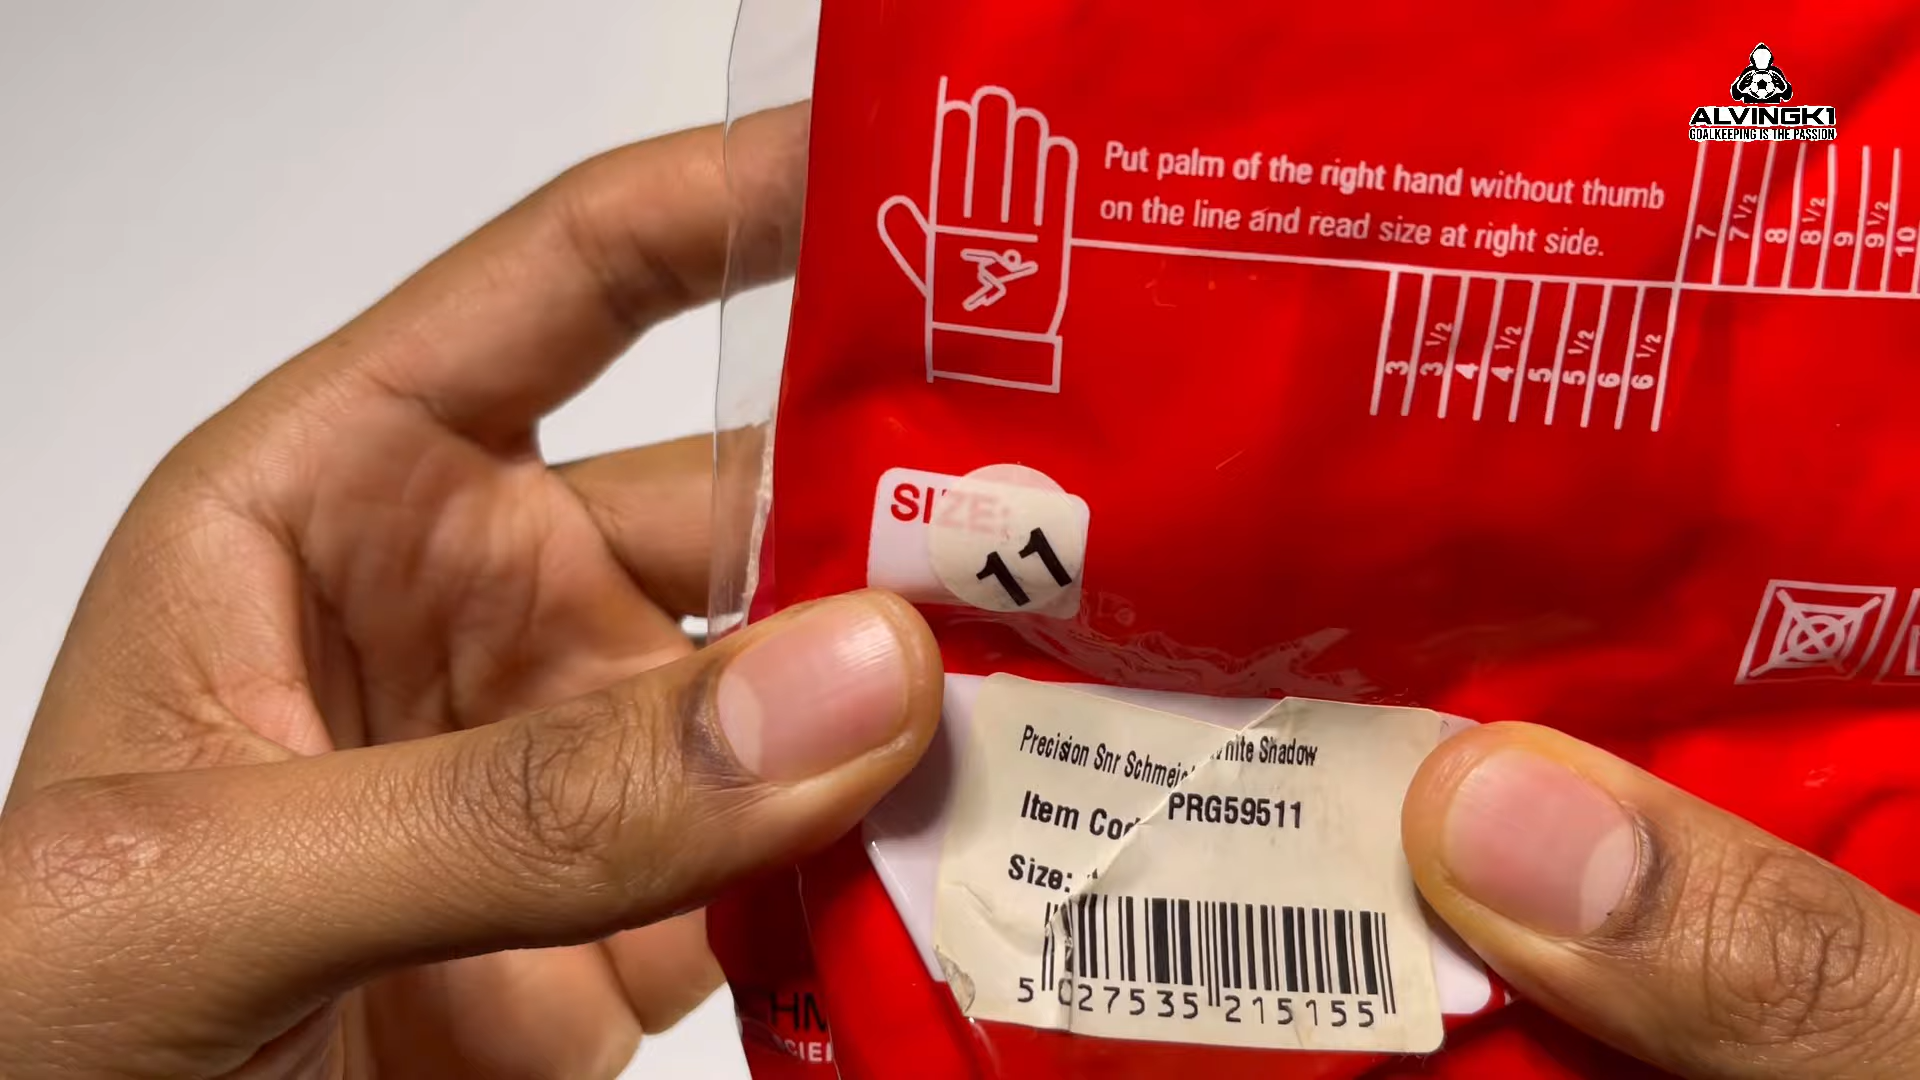 ALVINGK1
GOALKEEPING IS THE PASSION
Put palm of the right hand without thumb
on the line and read size at right side.
7 7 1/2 8 8 1/2 9 9 1/2 10
3 3 1/2 4 4 1/2 5 5 1/2 6 6 1/2
SIZE:
11
Precision Snr Shadow
Item PRG59511
Size:
5 027535 215155
HM